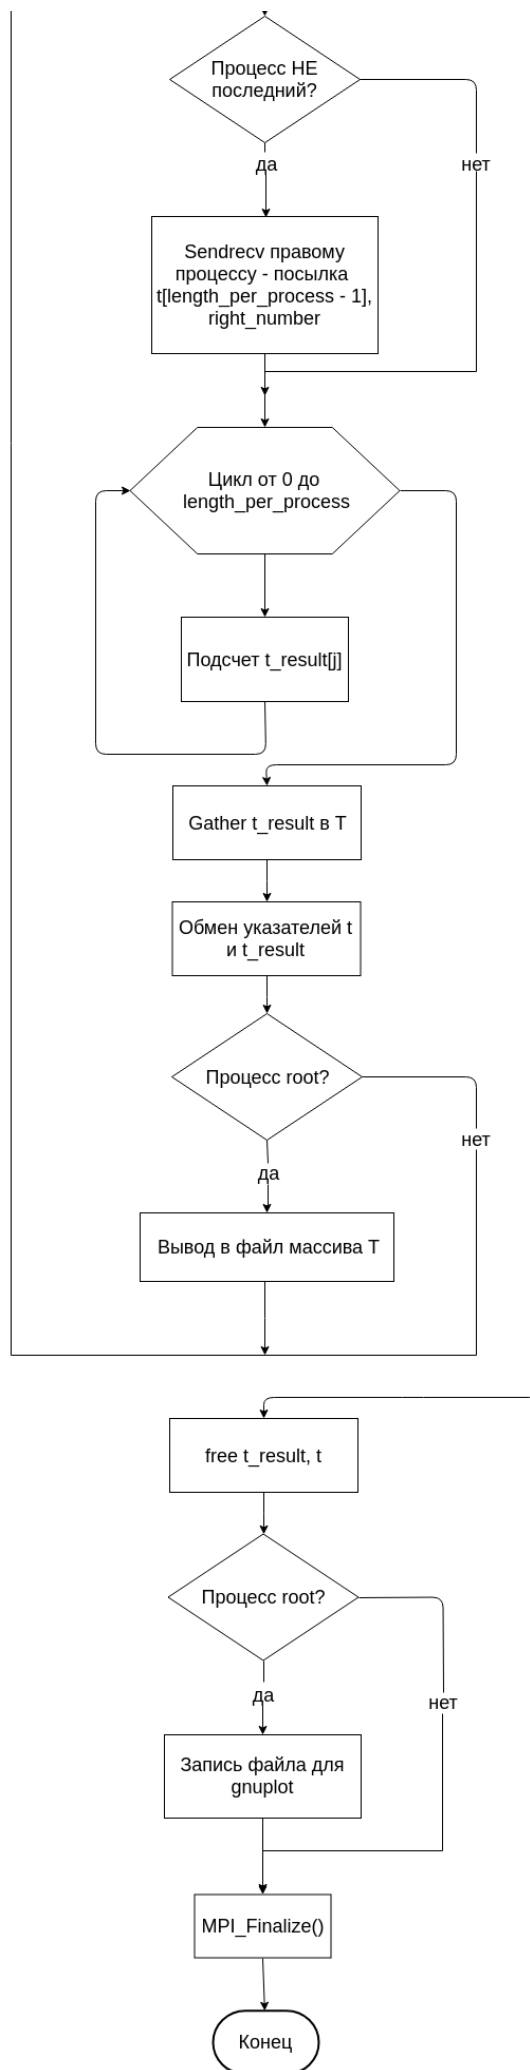 Процесс НЕ
последний?
да
нет
Sendrecv правому
процессу - посылка
t[length_per_process - 1],
right_number
Цикл от 0 до
length_per_process
Подсчет t_result[j]
Gather t_result в T
Обмен указателей t
и t_result
Процесс root?
нет
да
Вывод в файл массива T
free t_result, t
Процесс root?
да
нет
Запись файла для
gnuplot
MPI_Finalize()
Конец